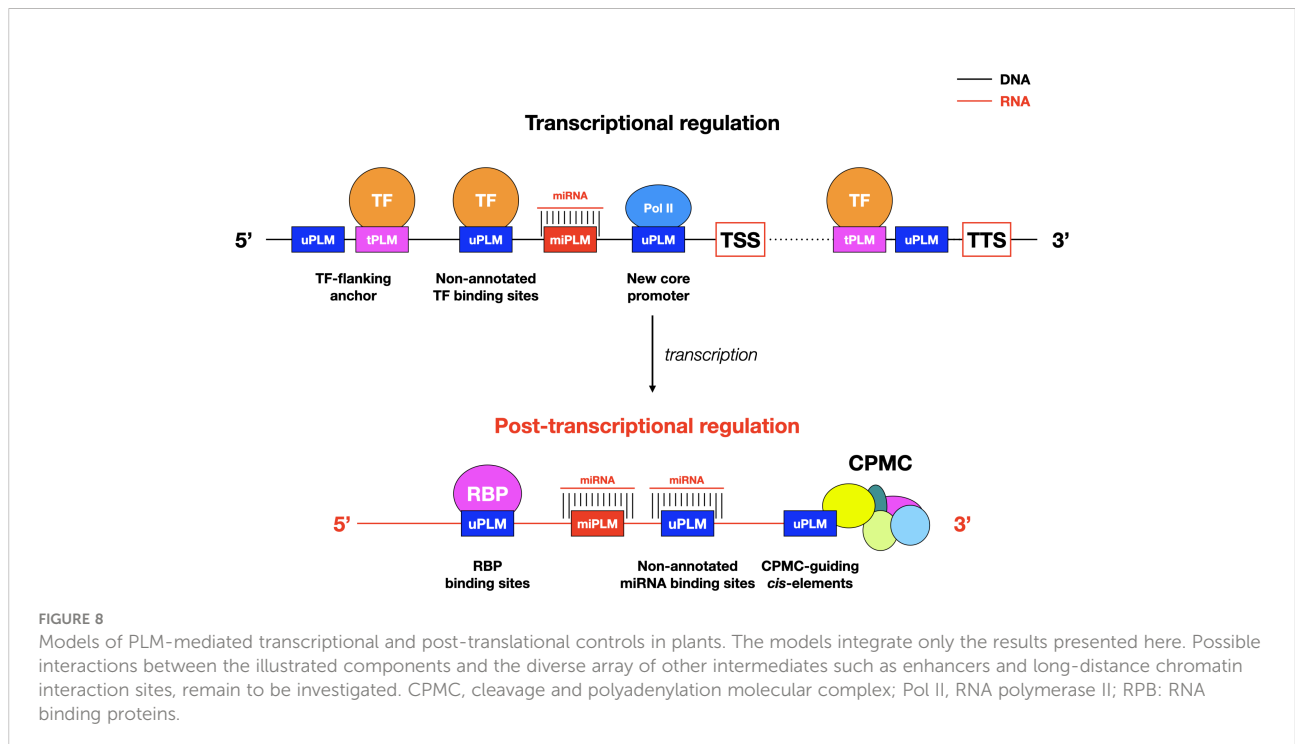 DNA
RNA
Transcriptional regulation
TF TF miRNA Pol II TF
5’ uPLM tPLM uPLM miPLM uPLM TSS tPLM uPLM TTS 3’
TF-flanking
anchor
Non-annotated
TF binding sites
New core
promoter
transcription
Post-transcriptional regulation
CPMC
RBP miRNA miRNA
5’ uPLM miPLM uPLM uPLM 3’
RBP
binding sites
Non-annotated
miRNA binding sites
CPMC-guiding
cis-elements
FIGURE 8
Models of PLM-mediated transcriptional and post-translational controls in plants. The models integrate only the results presented here. Possible
interactions between the illustrated components and the diverse array of other intermediates such as enhancers and long-distance chromatin
interaction sites, remain to be investigated. CPMC, cleavage and polyadenylation molecular complex; Pol II, RNA polymerase II; RPB: RNA
binding proteins.